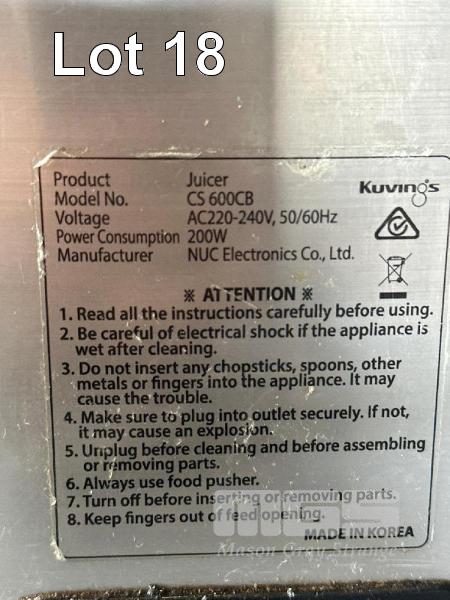 Lot 18
Product Juicer
Model No. CS 600CB
Voltage AC220-240V, 50/60Hz
Power Consumption 200W
Manufacturer NUC Electronics Co., Ltd.
Kuvings
※ ATTENTION ※
1. Read all the instructions carefully before using.
2. Be careful of electrical shock if the appliance is
wet after cleaning.
3. Do not insert any chopsticks, spoons, other
metals or fingers into the appliance. It may
cause the trouble.
4. Make sure to plug into outlet securely. If not,
it may cause an explosion.
5. Unplug before cleaning and before assembling
or removing parts.
6. Always use food pusher.
7. Turn off before inserting or removing parts.
8. Keep fingers out of feed opening.
MADE IN KOREA
MGS
Mason Gray Strange